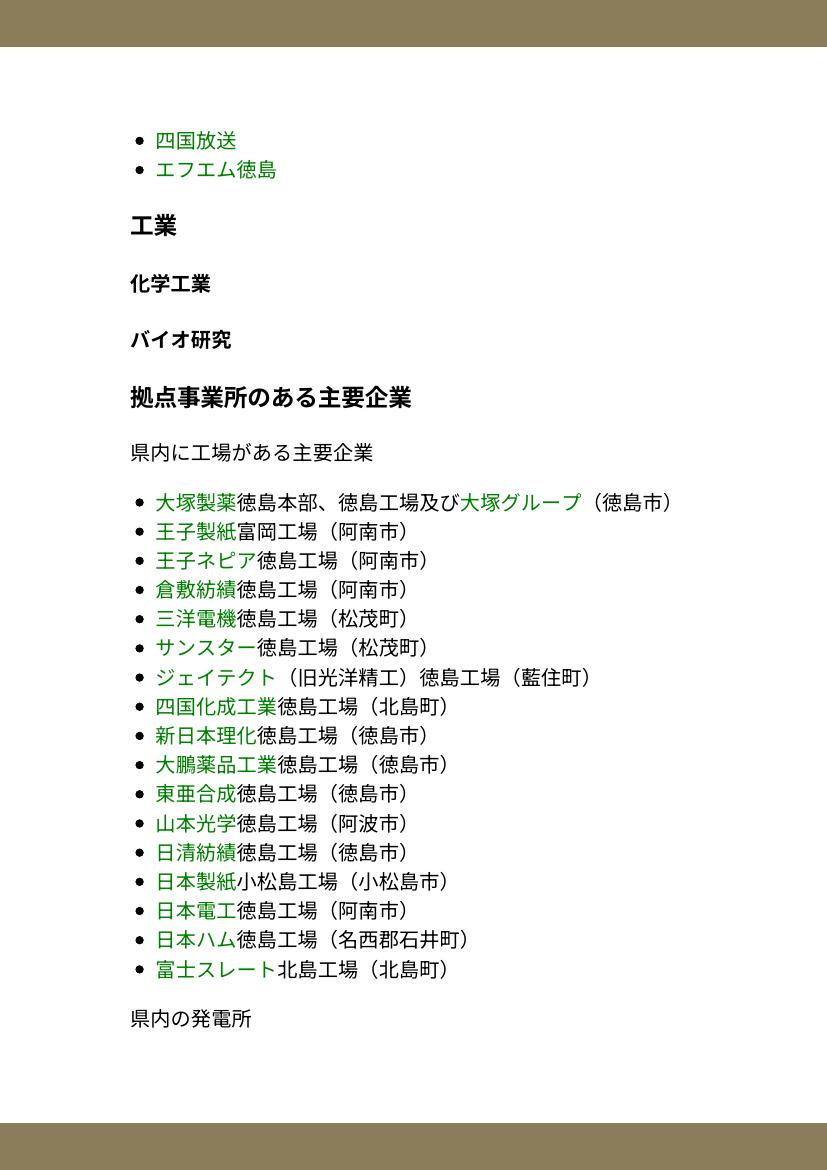 四国放送
エフエム徳島
工業
化学工業
バイオ研究
拠点事業所のある主要企業
県内に工場がある主要企業
大塚製薬徳島本部、徳島工場及び大塚グループ（徳島市）
王子製紙富岡工場（阿南市）
王子ネピア徳島工場（阿南市）
倉敷紡績徳島工場（阿南市）
三洋電機徳島工場（松茂町）
サンスター徳島工場（松茂町）
ジェイテクト（旧光洋精工）徳島工場（藍住町）
四国化成工業徳島工場（北島町）
新日本理化徳島工場（徳島市）
大鵬薬品工業徳島工場（徳島市）
東亜合成徳島工場（徳島市）
山本光学徳島工場（阿波市）
日清紡績徳島工場（徳島市）
日本製紙小松島工場（小松島市）
日本電工徳島工場（阿南市）
日本ハム徳島工場（名西郡石井町）
富士スレート北島工場（北島町）
県内の発電所